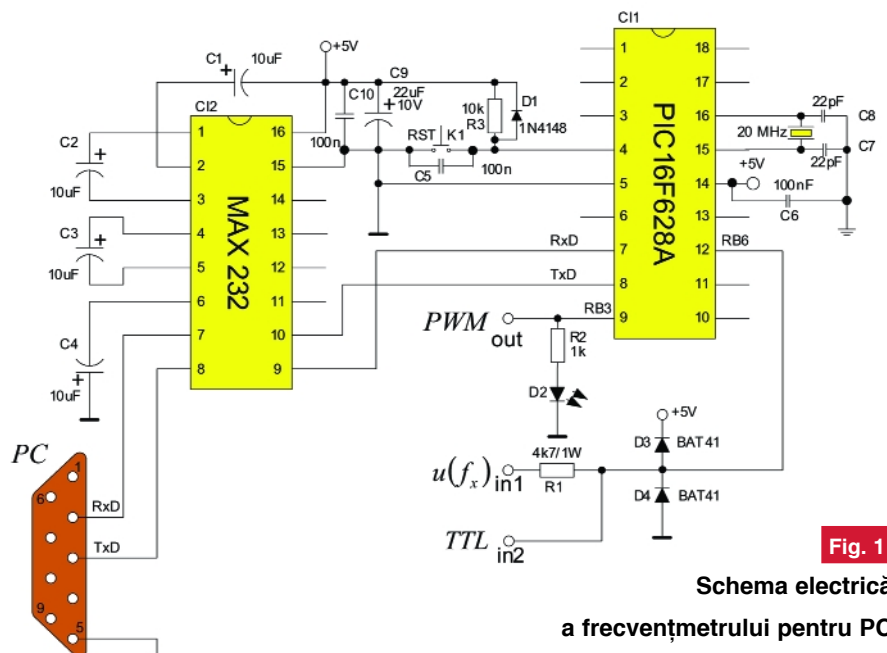 CI1
+5V
C1
10uF
C9
22uF
10V
C10
100n
10k
R3
D1
1N4148
RST
K1
C5
100n
CI2
C2
10uF
C3
10uF
C4
10uF
MAX 232
1
2
3
4
5
6
7
8
16
15
14
13
12
11
10
9
PIC16F628A
1
2
3
4
5
6
7
8
9
18
17
16
15
14
13
12
11
10
22pF
C8
20 MHz
C7
22pF
+5V
100nF
C6
RB6
RxD
TxD
RB3
PWM out
R2
1k
D2
+5V
D3
BAT41
4k7/1W
u(fx) in1
R1
D4
BAT41
TTL in2
PC
1
6
RxD
TxD
9
5
Fig. 1
Schema electrică
a frecvențmetrului pentru PC